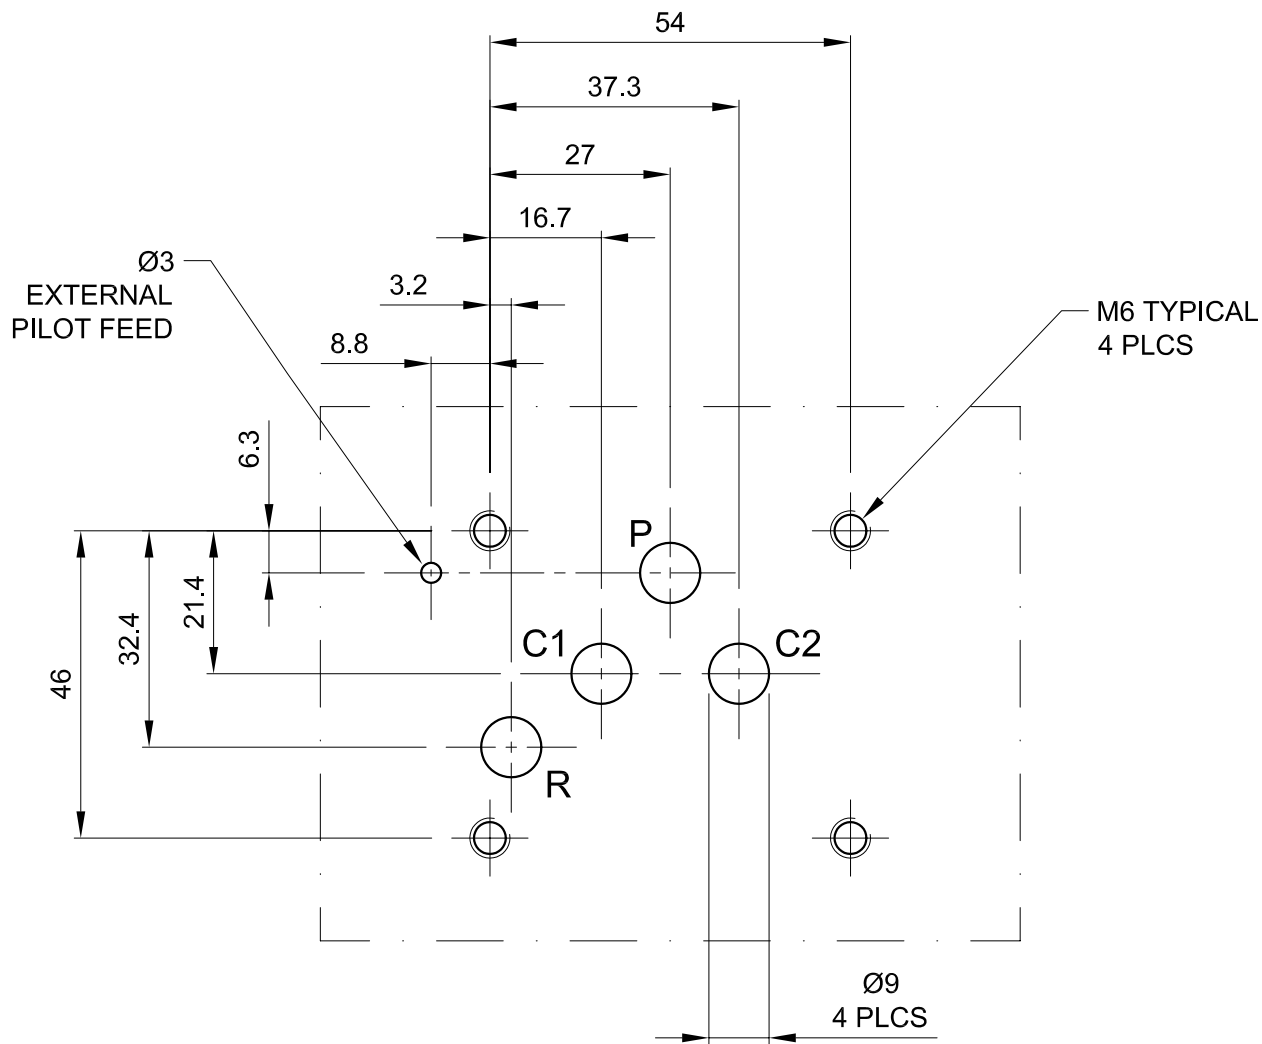 54
37.3
27
16.7
Ø3
EXTERNAL
PILOT FEED
3.2
8.8
M6 TYPICAL
4 PLCS
6.3
P
21.4
32.4
46
C1
C2
R
Ø9
4 PLCS